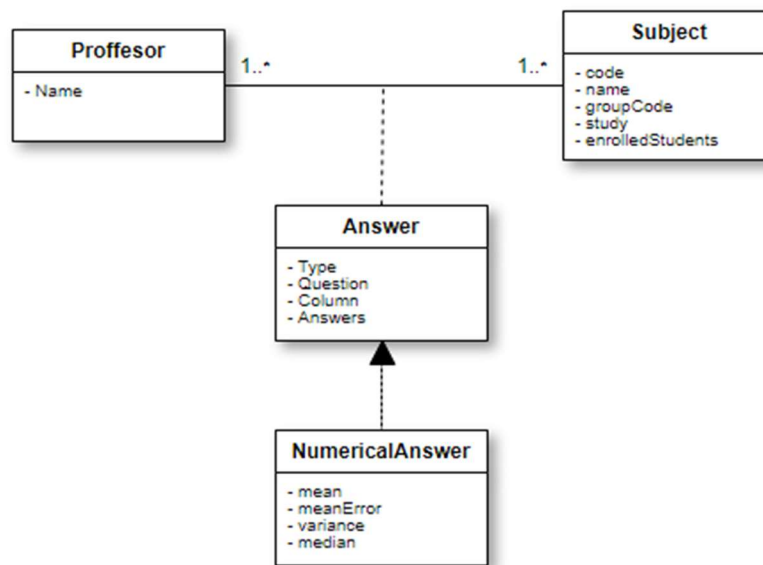 Proffesor
- Name
1..*
1..*
Subject
- code
- name
- groupCode
- study
- enrolledStudents
Answer
- Type
- Question
- Column
- Answers
NumericalAnswer
- mean
- meanError
- variance
- median